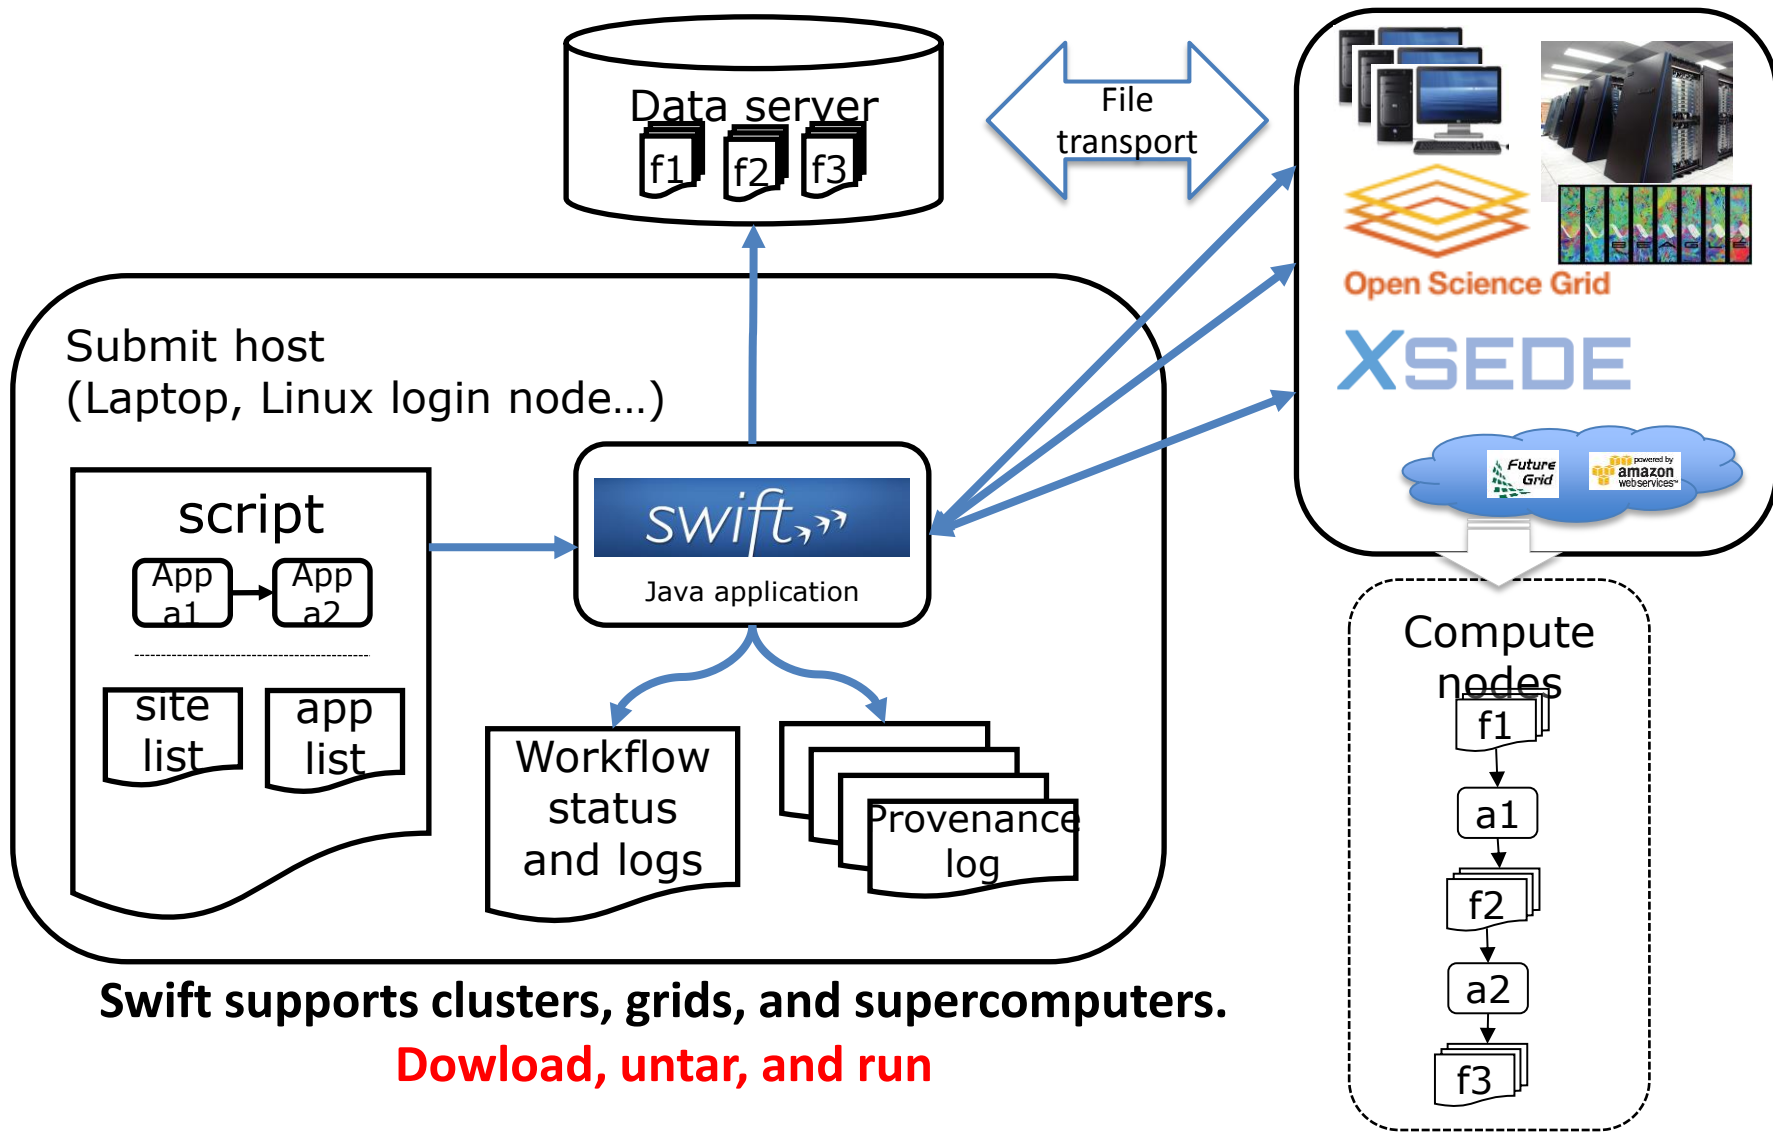 Data server
f1
f2
f3
File
transport
Open Science Grid
BEAGLE
XSEDE
Future
Grid
powered by
amazon
webservices™
Submit host
(Laptop, Linux login node…)
script
App
a1
App
a2
site
list
app
list
swift
Java application
Workflow
status
and logs
Provenance
log
Compute
nodes
f1
a1
f2
a2
f3
Swift supports clusters, grids, and supercomputers.
Dowload, untar, and run